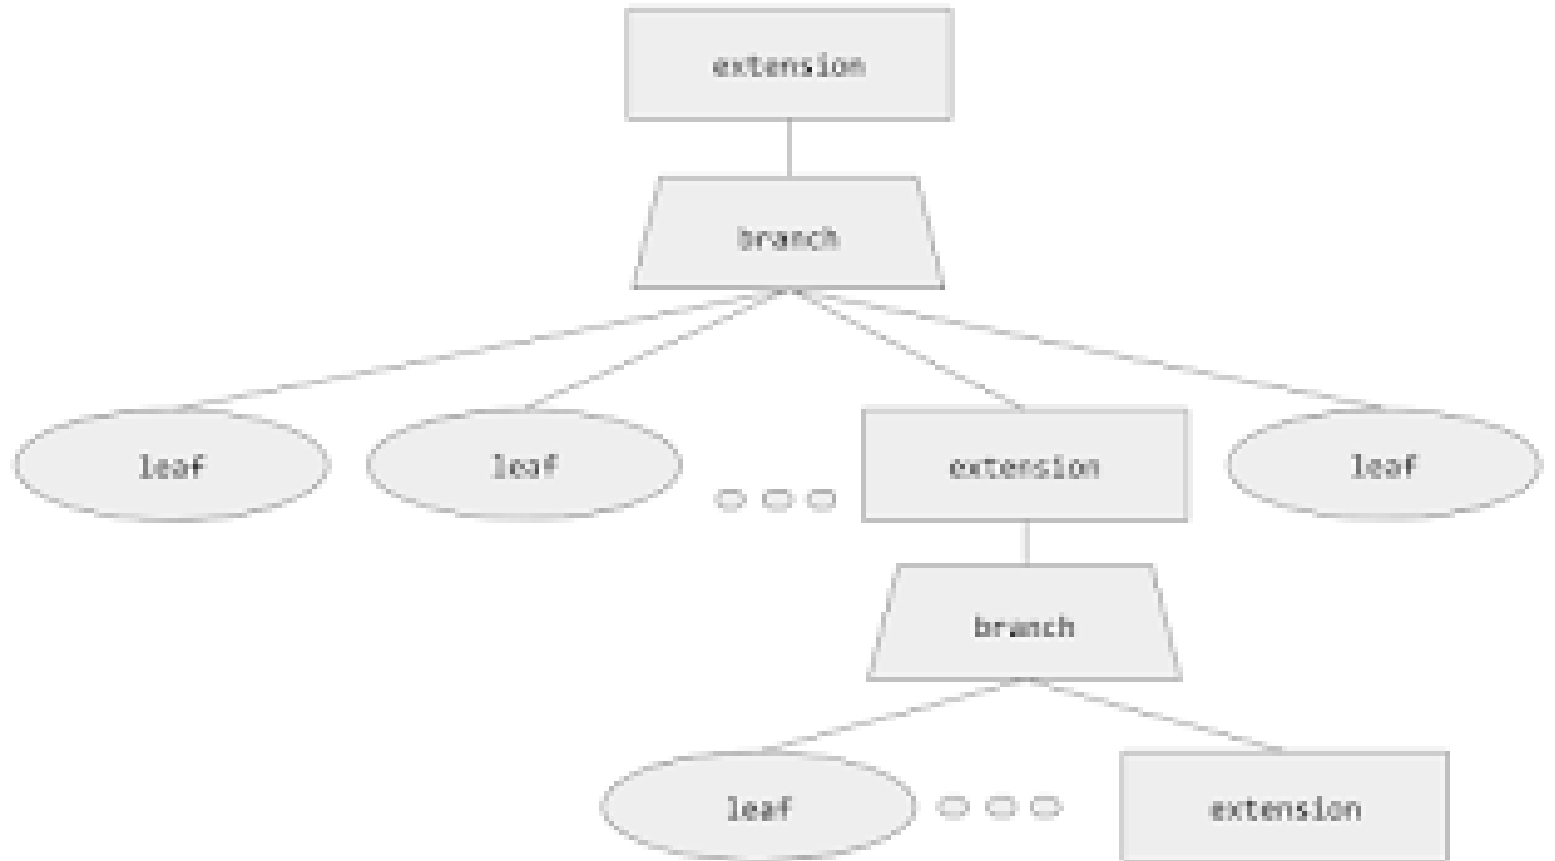 extension
branch
leaf
leaf
extension
leaf
branch
leaf
extension